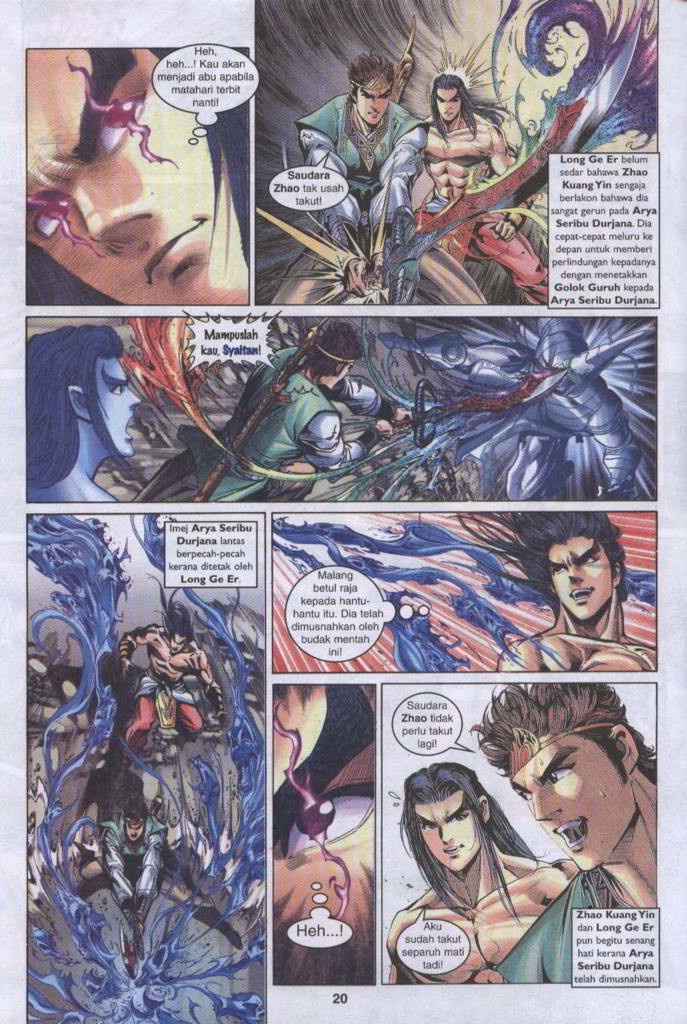 Heh,
heh...! Kau akan
menjadi abu apabila
matahari terbit
nanti!
Saudara
Zhao tak usah
takut!
Long Ge Er belum
sedar bahawa Zhao
Kuang Yin sengaja
berlakon bahawa dia
sangat gerun pada Arya
Seribu Durjana. Dia
cepat-cepat meluru ke
depan untuk memberi
perlindungan kepadanya
dengan menetakkan
Golok Guruh kepada
Arya Seribu Durjana.
Mampuslah
kau, Syaitan!
Imej Arya Seribu
Durjana lantas
berpecah-pecah
kerana ditetak oleh
Long Ge Er.
Malang
betul raja
kepada hantu-
hantu itu. Dia telah
dimusnahkan oleh
budak mentah
ini!
Heh...!
Saudara
Zhao tidak
perlu takut
lagi!
Aku
sudah takut
separuh mati
tadi!
Zhao Kuang Yin
dan Long Ge Er
pun begitu senang
hati kerana Arya
Seribu Durjana
telah dimusnahkan.
20